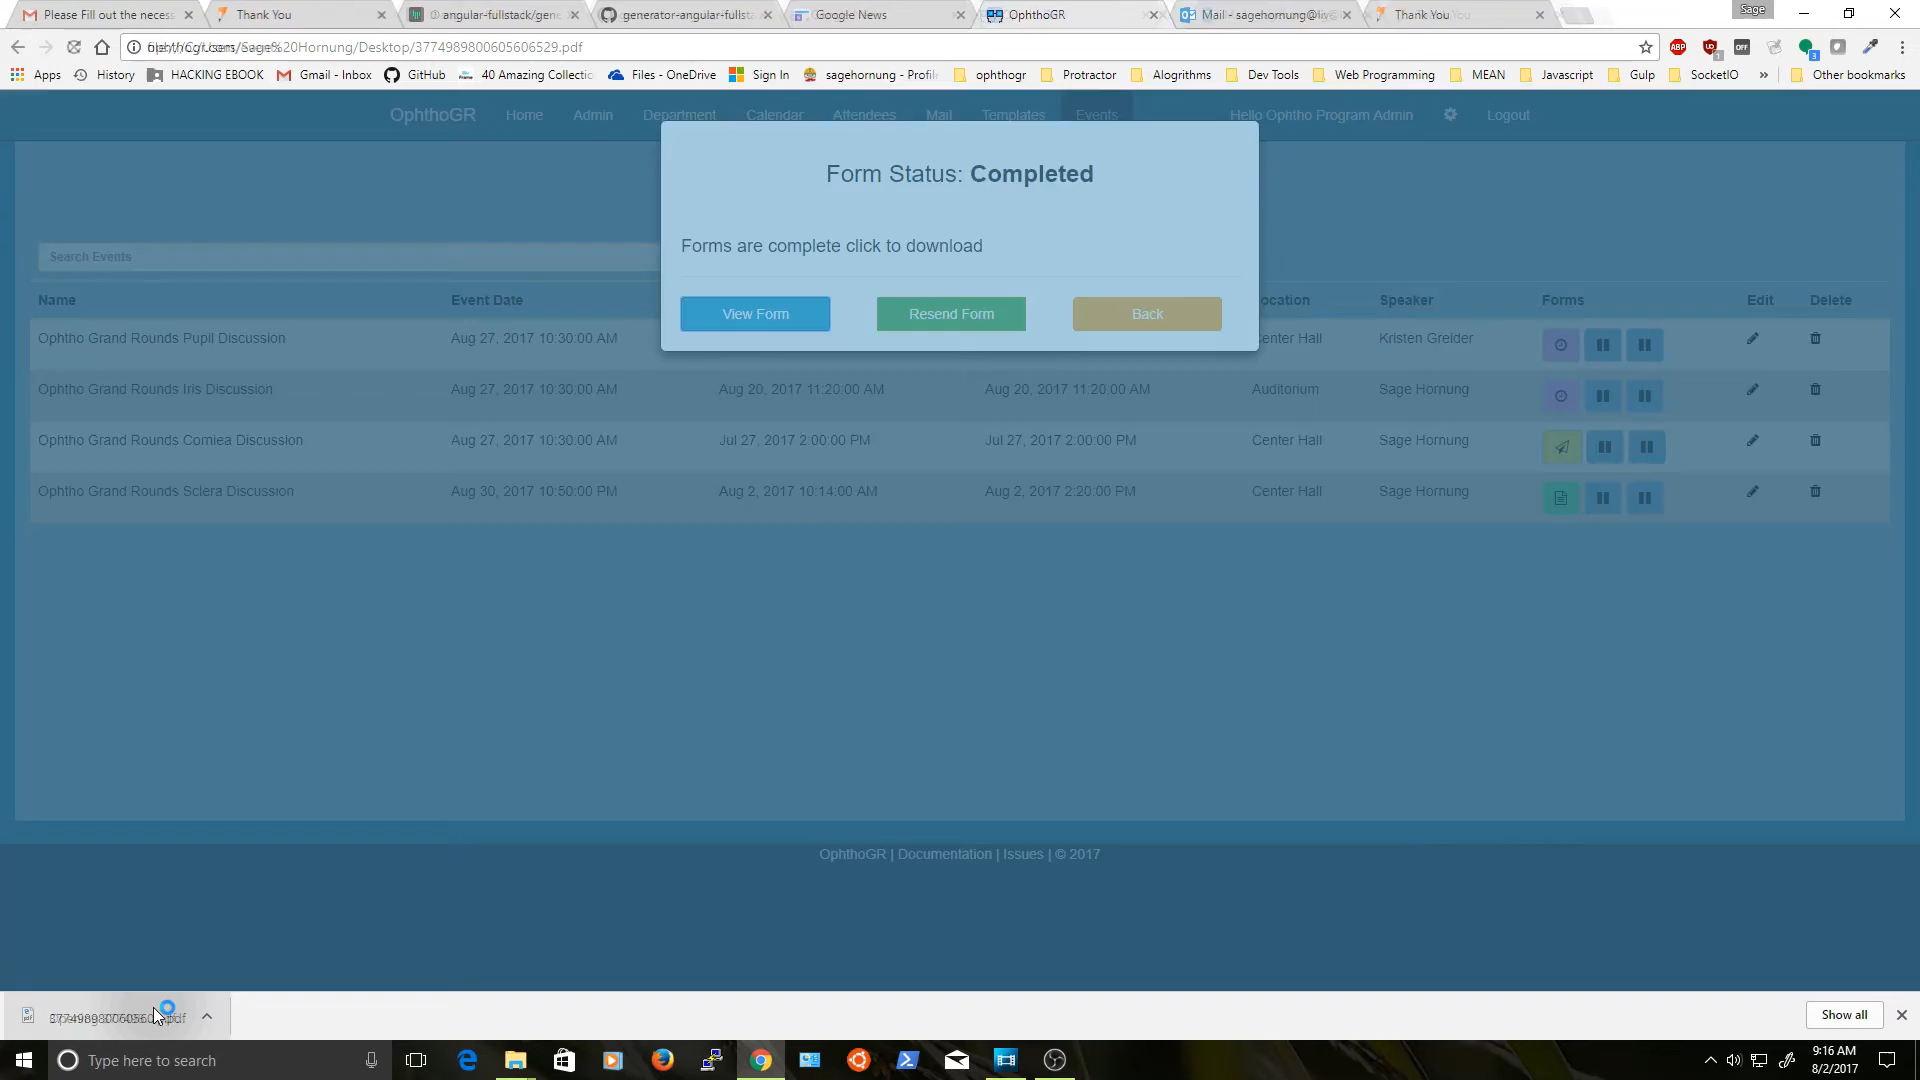 Please Fill out the necess
Thank You
angular-fullstack/gene
generator-angular-fullsta
Google News
OphthoGR
Mail - sagehornung@liv
Thank You
Sage
Hornung/Desktop/3774989800605606529.pdf
Apps
History
HACKING EBOOK
Gmail - Inbox
GitHub
40 Amazing Collectio
Files - OneDrive
Sign In
sagehornung - Profile
ophthogr
Protractor
Alogrithms
Dev Tools
Web Programming
MEAN
Javascript
Gulp
SocketIO
»
Other bookmarks
OphthoGR
Home
Admin
Department
Calendar
Attendees
Mail
Templates
Events
Hello Ophtho Program Admin
Logout
Form Status: Completed
Forms are complete click to download
View Form
Resend Form
Back
Search Events
Name
Event Date
ocation
Speaker
Forms
Edit
Delete
Ophtho Grand Rounds Pupil Discussion
Aug 27, 2017 10:30:00 AM
Center Hall
Kristen Greider
Ophtho Grand Rounds Iris Discussion
Aug 27, 2017 10:30:00 AM
Aug 20, 2017 11:20:00 AM
Aug 20, 2017 11:20:00 AM
Auditorium
Sage Hornung
Ophtho Grand Rounds Corniea Discussion
Aug 27, 2017 10:30:00 AM
Jul 27, 2017 2:00:00 PM
Jul 27, 2017 2:00:00 PM
Center Hall
Sage Hornung
Ophtho Grand Rounds Sclera Discussion
Aug 30, 2017 10:50:00 PM
Aug 2, 2017 10:14:00 AM
Aug 2, 2017 2:20:00 PM
Center Hall
Sage Hornung
OphthoGR | Documentation | Issues | © 2017
Show all
Type here to search
9:16 AM
8/2/2017